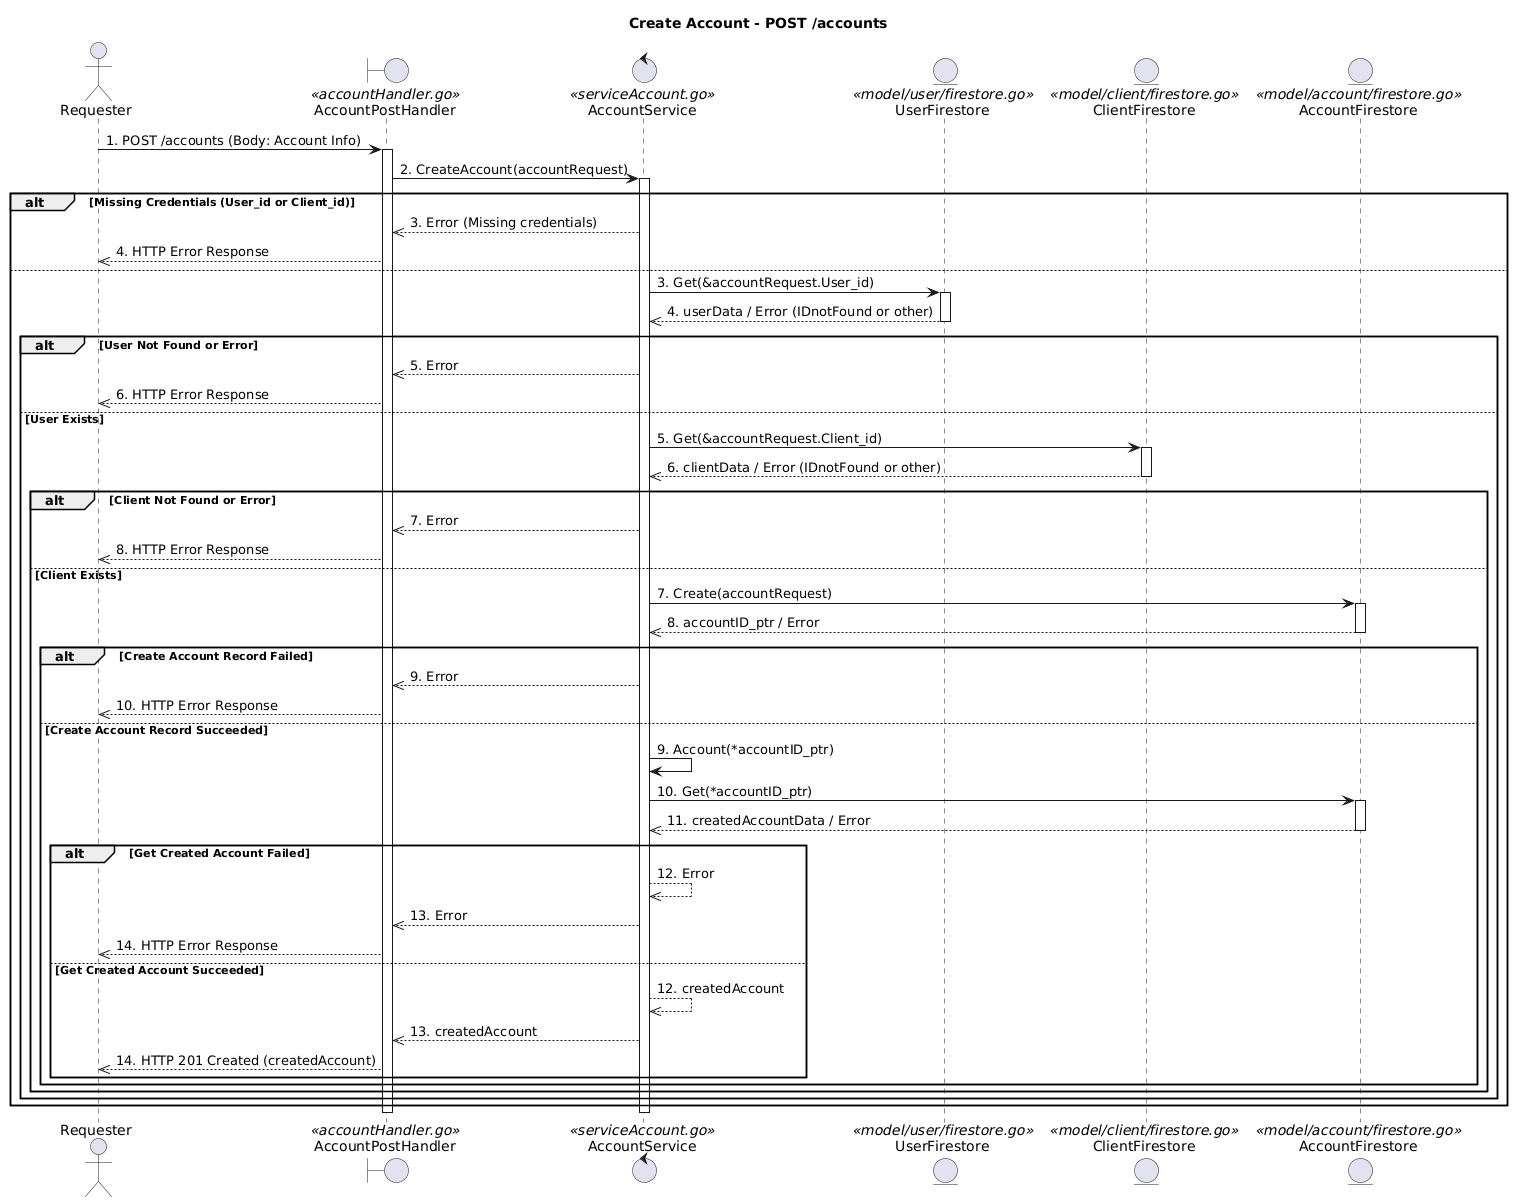 Create Account - POST /accounts
Requester
«accountHandler.go»
AccountPostHandler
«serviceAccount.go»
AccountService
«model/user/firestore.go»
UserFirestore
«model/client/firestore.go»
ClientFirestore
«model/account/firestore.go»
AccountFirestore
1. POST /accounts (Body: Account Info)
2. CreateAccount(accountRequest)
alt [Missing Credentials (User_id or Client_id)]
3. Error (Missing credentials)
4. HTTP Error Response
3. Get(&accountRequest.User_id)
4. userData / Error (IDnotFound or other)
alt [User Not Found or Error]
5. Error
6. HTTP Error Response
[User Exists]
5. Get(&accountRequest.Client_id)
6. clientData / Error (IDnotFound or other)
alt [Client Not Found or Error]
7. Error
8. HTTP Error Response
[Client Exists]
7. Create(accountRequest)
8. accountID_ptr / Error
alt [Create Account Record Failed]
9. Error
10. HTTP Error Response
[Create Account Record Succeeded]
9. Account(*accountID_ptr)
10. Get(*accountID_ptr)
11. createdAccountData / Error
alt [Get Created Account Failed]
12. Error
13. Error
14. HTTP Error Response
[Get Created Account Succeeded]
12. createdAccount
13. createdAccount
14. HTTP 201 Created (createdAccount)
Requester
«accountHandler.go»
AccountPostHandler
«serviceAccount.go»
AccountService
«model/user/firestore.go»
UserFirestore
«model/client/firestore.go»
ClientFirestore
«model/account/firestore.go»
AccountFirestore